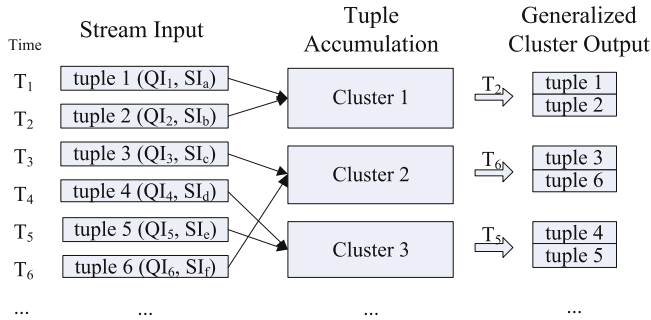 Time
Stream Input
Tuple
Accumulation
Generalized
Cluster Output
T1 tuple 1 (QI1, SIa) Cluster 1 T2 tuple 1
T2 tuple 2 (QI2, SIb) tuple 2
T3 tuple 3 (QI3, SIc) Cluster 2 T6 tuple 3
T4 tuple 4 (QI4, SId) tuple 6
T5 tuple 5 (QI5, SIe) Cluster 3 T5 tuple 4
T6 tuple 6 (QI6, SIf) tuple 5
... ... ... ...